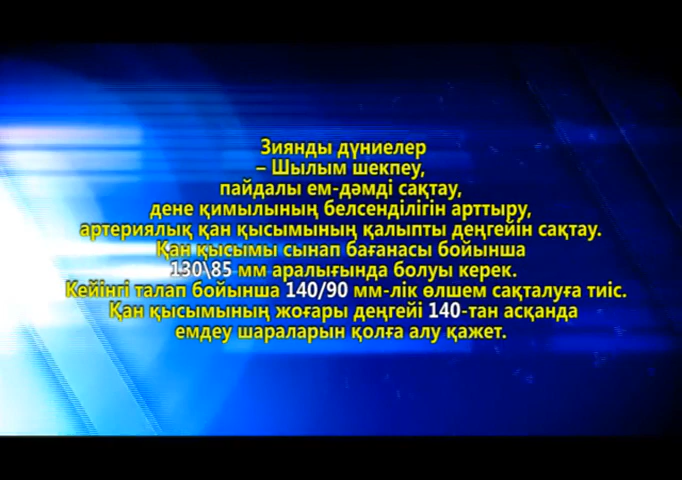 Зиянды дүниелер
– Шылым шекпеу,
пайдалы ем-дәмді сақтау,
дене қимылының белсенділігін арттыру,
артериялық қан қысымының қалыпты деңгейін сақтау.
Қан қысымы сынап бағанасы бойынша
130\85 мм аралығында болуы керек.
Кейінгі талап бойынша 140/90 мм-лік өлшем сақталуға тиіс.
Қан қысымының жоғары деңгейі 140-тан асқанда
емдеу шараларын қолға алу қажет.